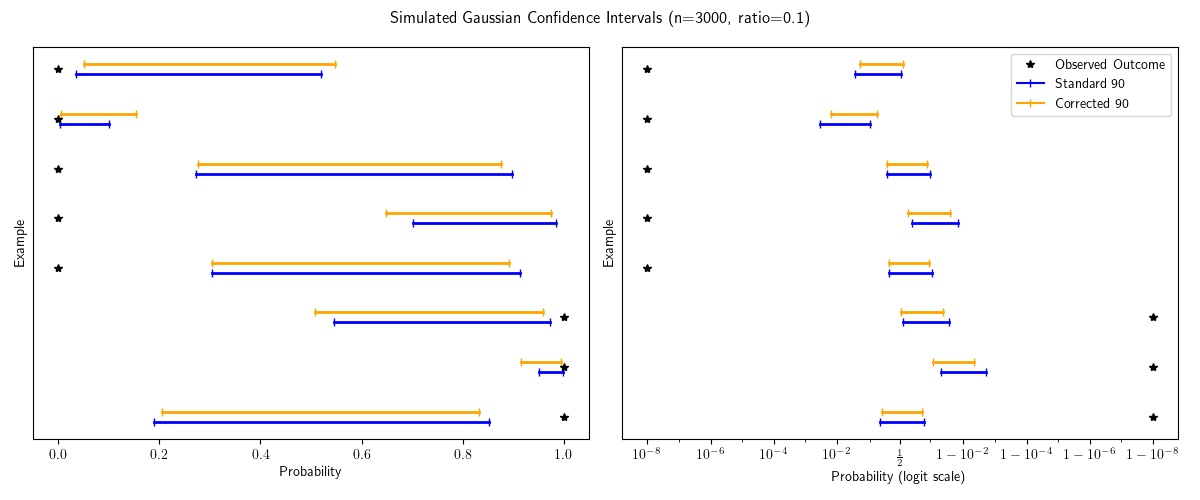 Simulated Gaussian Confidence Intervals (n=3000, ratio=0.1)
Example
0.0 0.2 0.4 0.6 0.8 1.0
Probability
Example
Observed Outcome
Standard 90
Corrected 90
10⁻⁸ 10⁻⁶ 10⁻⁴ 10⁻² 1/2 1 − 10⁻² 1 − 10⁻⁴ 1 − 10⁻⁶ 1 − 10⁻⁸
Probability (logit scale)